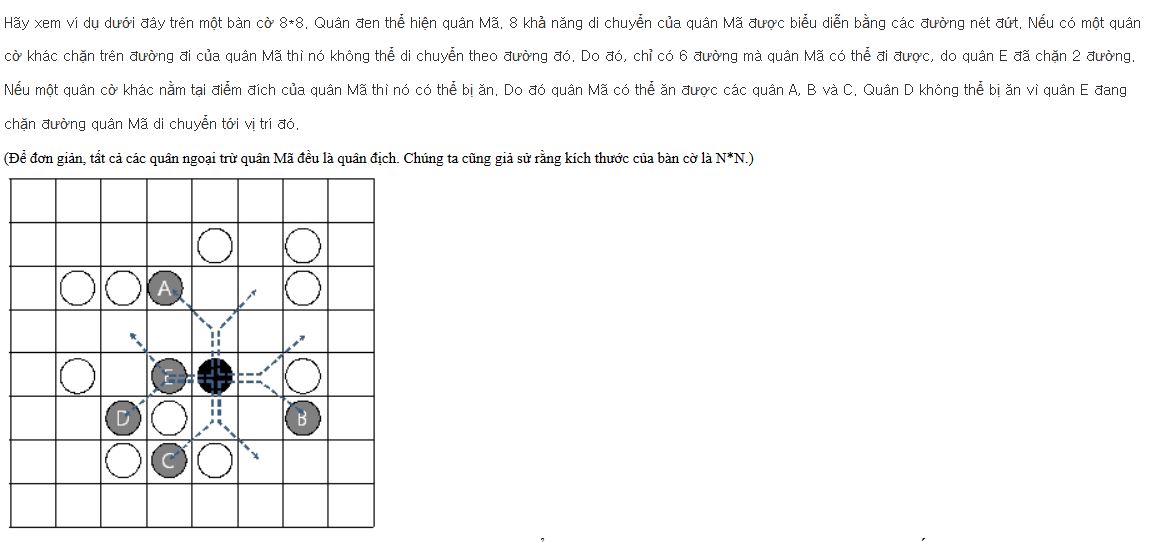 Hãy xem ví dụ dưới đây trên một bàn cờ 8*8. Quân đen thể hiện quân Mã. 8 khả năng di chuyển của quân Mã được biểu diễn bằng các đường nét đứt. Nếu có một quân
cờ khác chặn trên đường đi của quân Mã thì nó không thể di chuyển theo đường đó. Do đó, chỉ có 6 đường mà quân Mã có thể đi được, do quân E đã chặn 2 đường.
Nếu một quân cờ khác nằm tại điểm đích của quân Mã thì nó có thể bị ăn. Do đó quân Mã có thể ăn được các quân A, B và C. Quân D không thể bị ăn vì quân E đang
chặn đường quân Mã di chuyển tới vị trí đó.
(Để đơn giản, tất cả các quân ngoại trừ quân Mã đều là quân địch. Chúng ta cũng giả sử rằng kích thước của bàn cờ là N*N.)
A
E
D
B
C